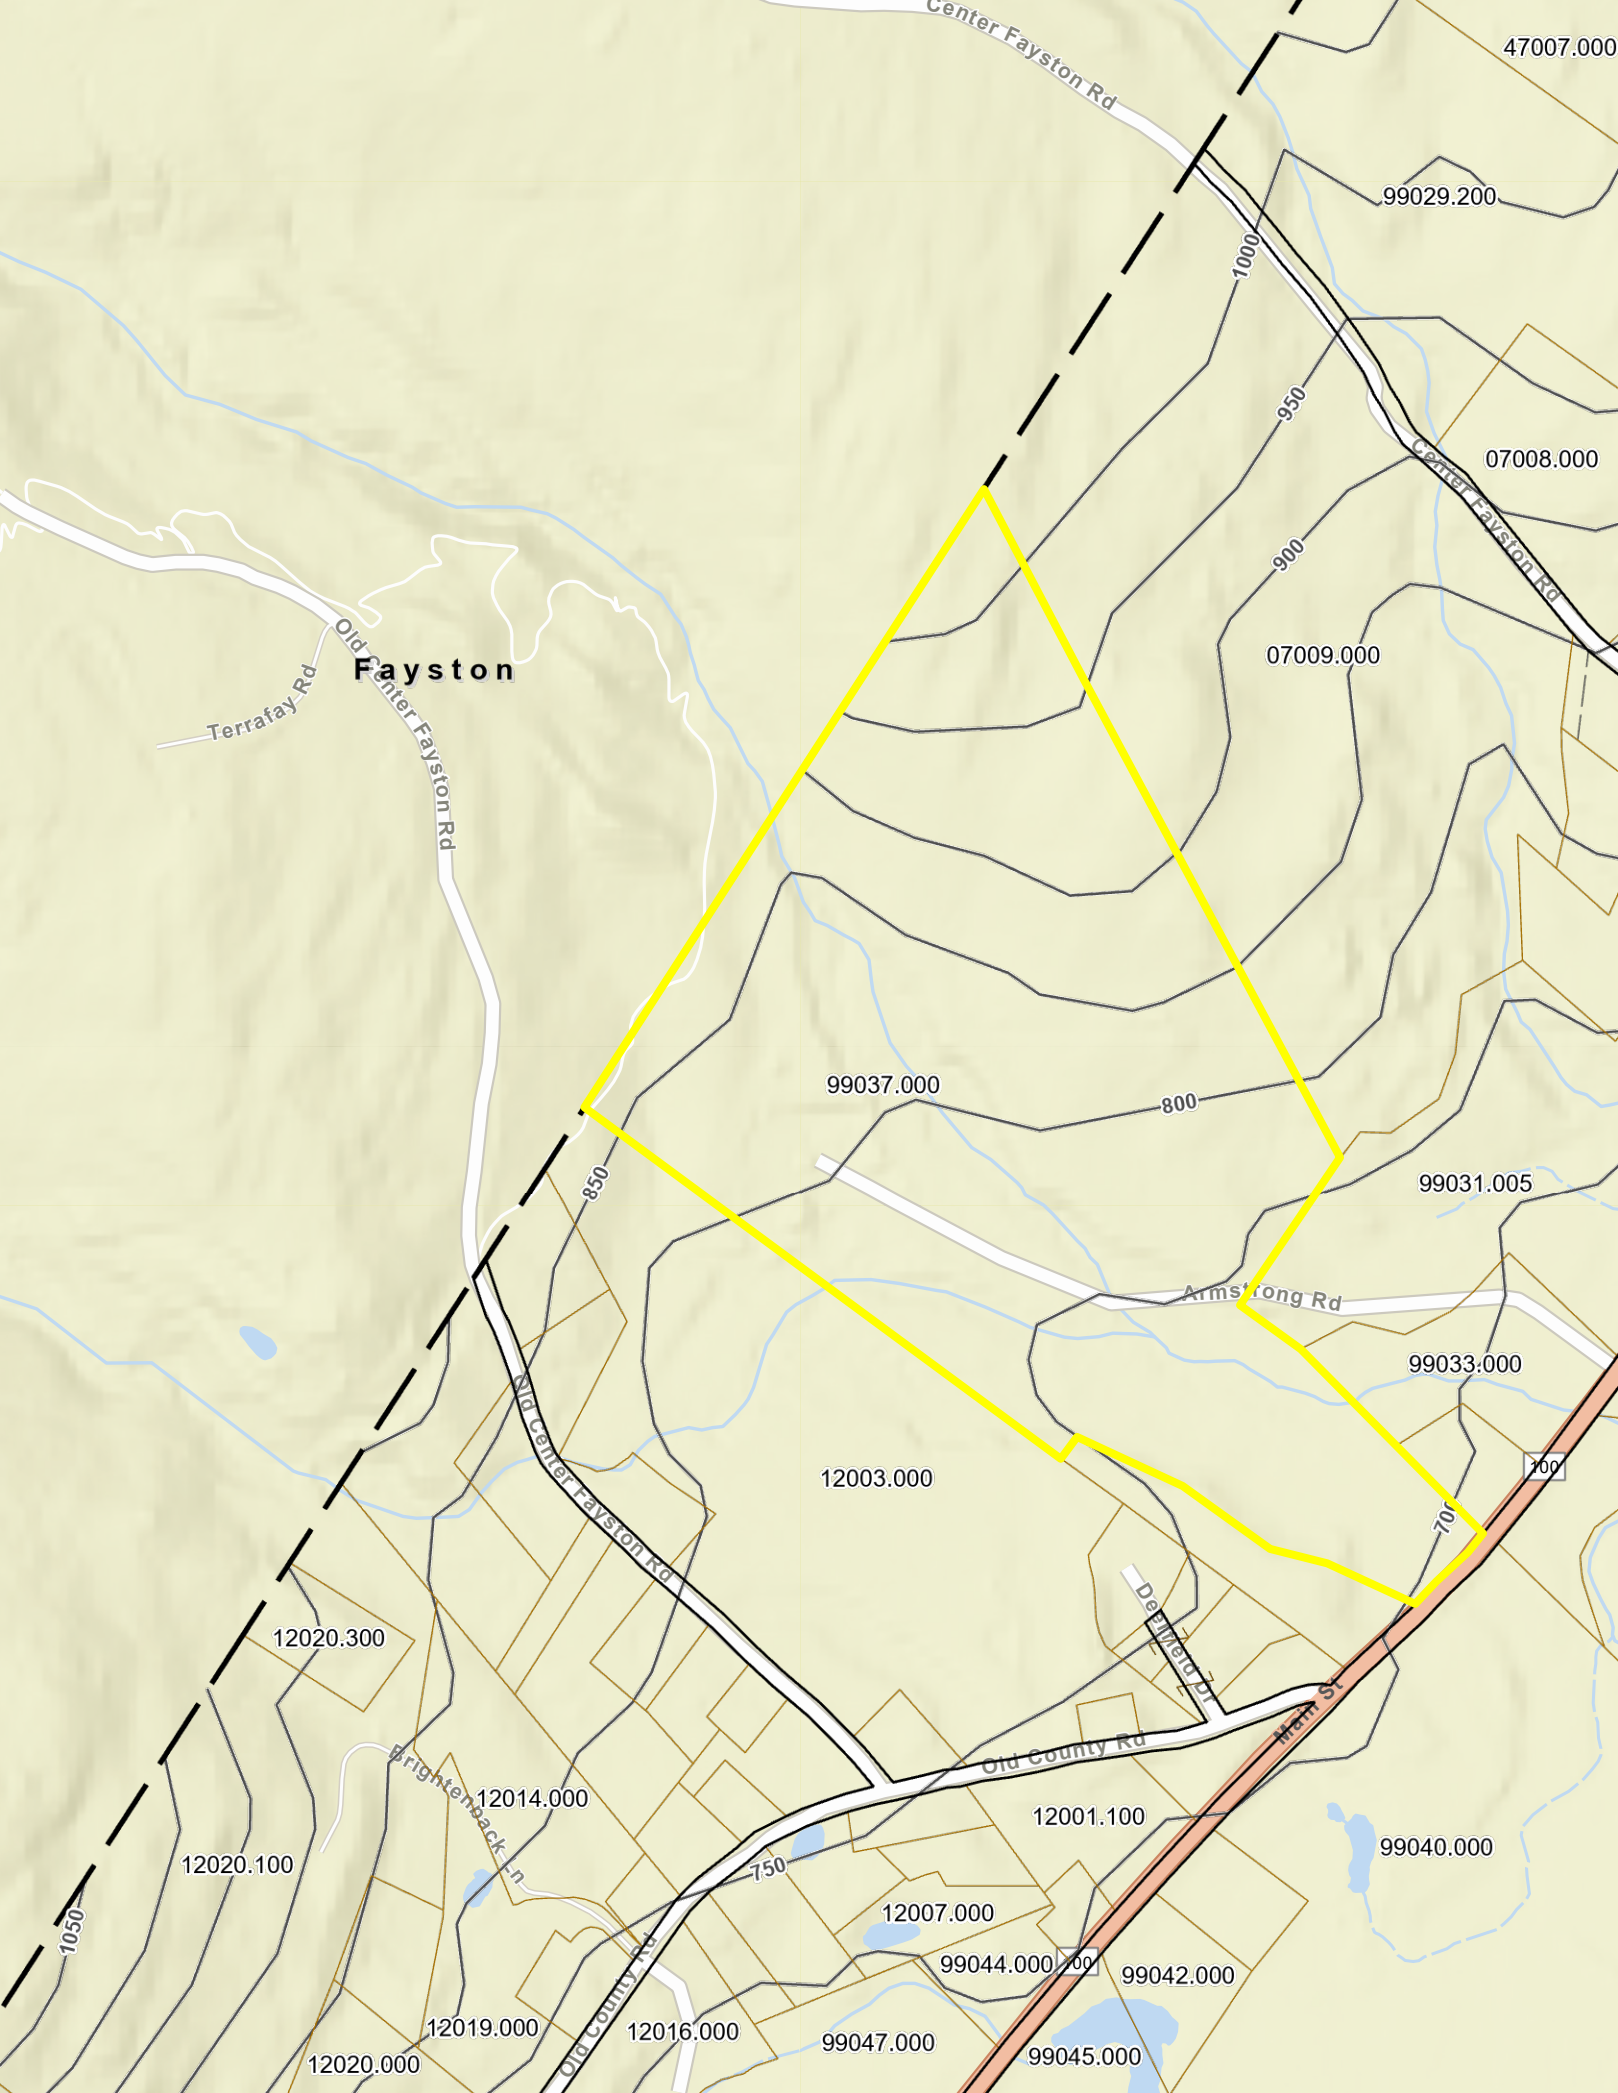 Center Fayston Rd
47007.000
99029.200
1000
950
Center Fayston Rd
07008.000
900
07009.000
Old Center Fayston Rd
Fayston
Terrafay Rd
99037.000
800
850
99031.005
Armstrong Rd
99033.000
Old Center Fayston Rd
100
12003.000
700
Deerfield Dr
12020.300
Main St
Old County Rd
Brightenback Ln
12014.000
12001.100
99040.000
12020.100
750
12007.000
1050
99044.000
100
99042.000
Old County Rd
12019.000
12016.000
99047.000
99045.000
12020.000